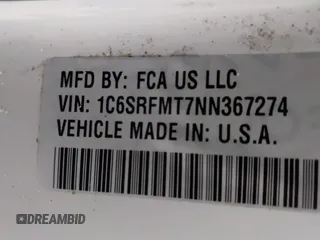 MFD BY: FCA US LLC
VIN: 1C6SRFMT7NN367274
VEHICLE MADE IN: U.S.A.
DREAMBID